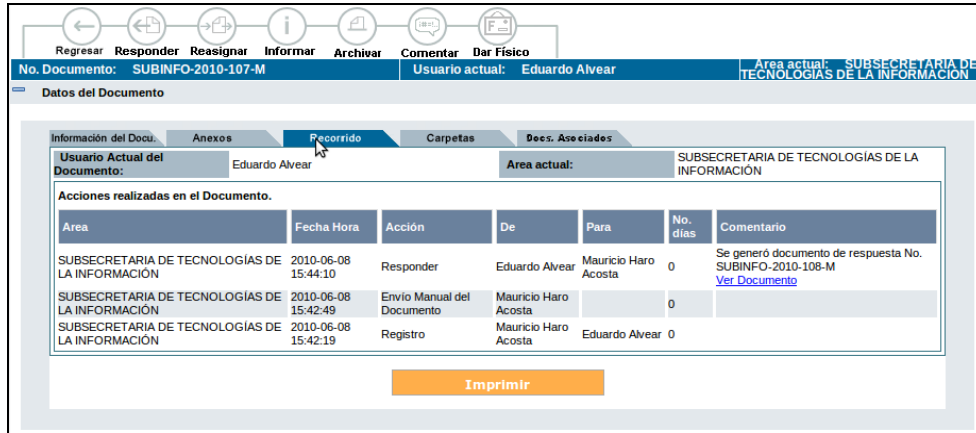 Regresar Responder Reasignar Informar Archivar Comentar Dar Físico
No. Documento: SUBINFO-2010-107-M Usuario actual: Eduardo Alvear Area actual: SUBSECRETARIA DE
TECNOLOGÍAS DE LA INFORMACIÓN
Datos del Documento
Información del Docu. Anexos Recorrido Carpetas Docs. Asociados
Usuario Actual del
Documento:
Eduardo Alvear
Area actual:
SUBSECRETARIA DE TECNOLOGÍAS DE LA
INFORMACIÓN
Acciones realizadas en el Documento.
Area Fecha Hora Acción De Para No.
días
Comentario
SUBSECRETARIA DE TECNOLOGÍAS DE
LA INFORMACIÓN
2010-06-08
15:44:10
Responder
Eduardo Alvear
Mauricio Haro
Acosta
0
Se generó documento de respuesta No.
SUBINFO-2010-108-M
Ver Documento
SUBSECRETARIA DE TECNOLOGÍAS DE
LA INFORMACIÓN
2010-06-08
15:42:49
Envío Manual del
Documento
Mauricio Haro
Acosta
0
SUBSECRETARIA DE TECNOLOGÍAS DE
LA INFORMACIÓN
2010-06-08
15:42:19
Registro
Mauricio Haro
Acosta
Eduardo Alvear
0
Imprimir